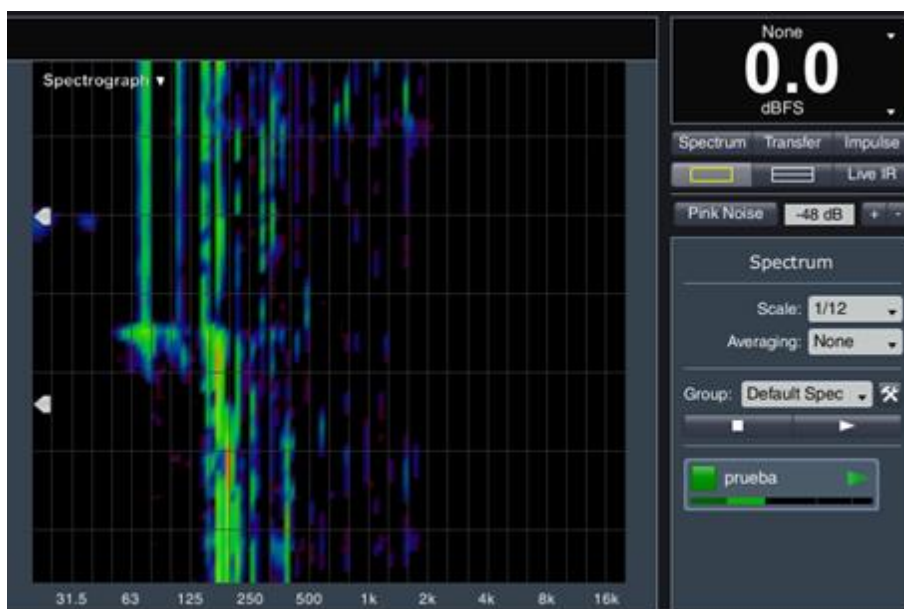 Spectrograph
31.5 63 125 250 500 1k 2k 4k 8k 16k
None
0.0
dBFS
Spectrum Transfer Impulse
Live IR
Pink Noise -48 dB + -
Spectrum
Scale: 1/12
Averaging: None
Group: Default Spec
prueba